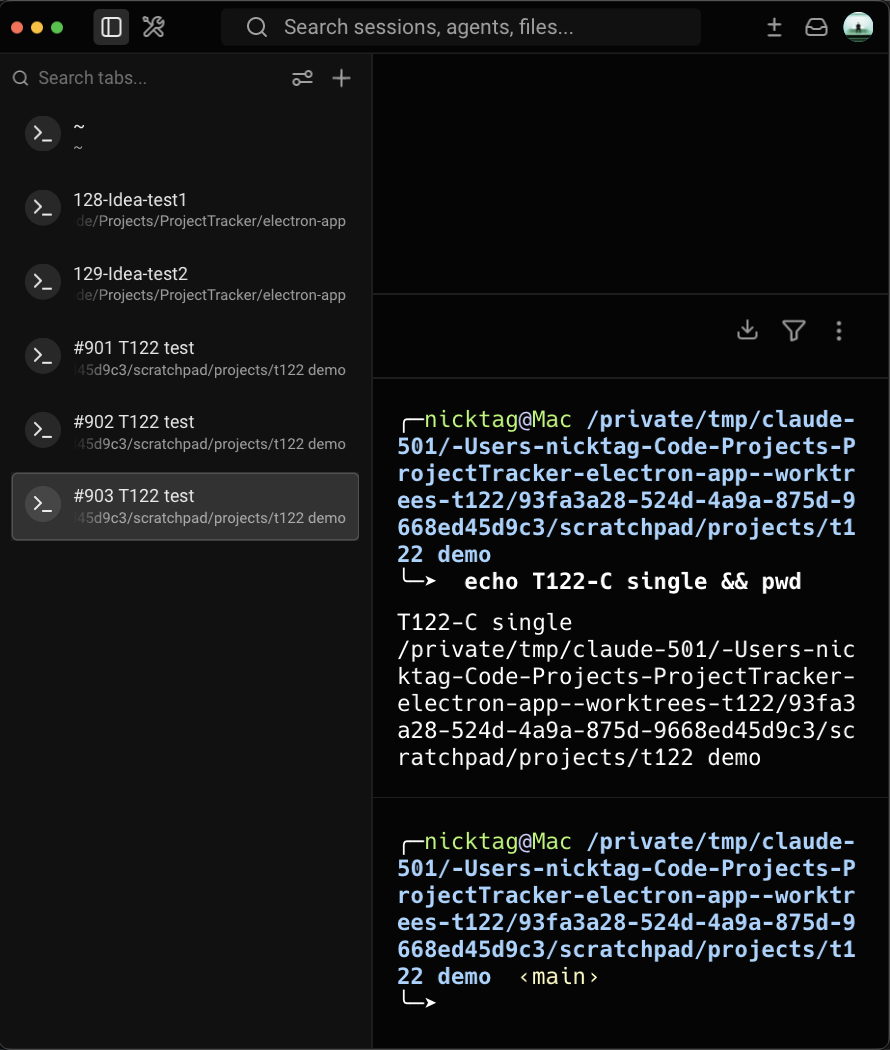 Search sessions, agents, files...
Search tabs...
~
~
128-Idea-test1
de/Projects/ProjectTracker/electron-app
129-Idea-test2
de/Projects/ProjectTracker/electron-app
#901 T122 test
45d9c3/scratchpad/projects/t122 demo
#902 T122 test
45d9c3/scratchpad/projects/t122 demo
#903 T122 test
45d9c3/scratchpad/projects/t122 demo
╭─nicktag@Mac /private/tmp/claude-
501/-Users-nicktag-Code-Projects-P
rojectTracker-electron-app--worktr
ees-t122/93fa3a28-524d-4a9a-875d-9
668ed45d9c3/scratchpad/projects/t1
22 demo
╰─➤  echo T122-C single && pwd
T122-C single
/private/tmp/claude-501/-Users-nic
ktag-Code-Projects-ProjectTracker-
electron-app--worktrees-t122/93fa3
a28-524d-4a9a-875d-9668ed45d9c3/sc
ratchpad/projects/t122 demo
╭─nicktag@Mac /private/tmp/claude-
501/-Users-nicktag-Code-Projects-P
rojectTracker-electron-app--worktr
ees-t122/93fa3a28-524d-4a9a-875d-9
668ed45d9c3/scratchpad/projects/t1
22 demo  ‹main›
╰─➤